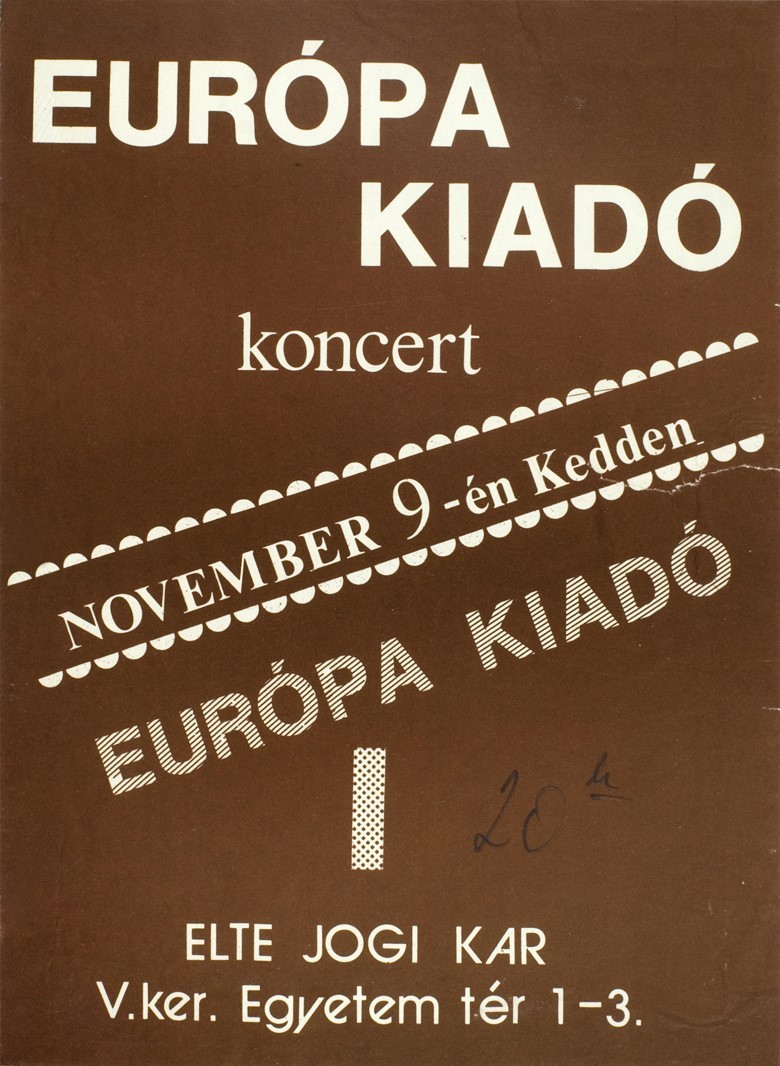 EURÓPA
KIADÓ
koncert
NOVEMBER 9-én Kedden
EURÓPA KIADÓ
20 h
ELTE JOGI KAR
V.ker. Egyetem tér 1-3.